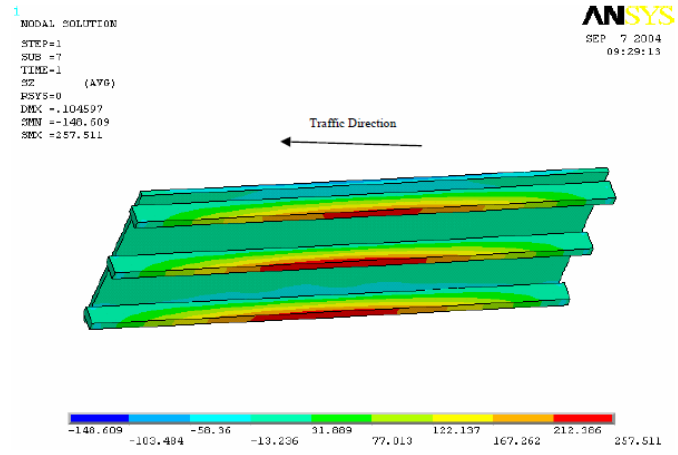 1
NODAL SOLUTION
STEP=1
SUB =7
TIME=1
SZ (AVG)
RSYS=0
DMX =.104597
SMN =-148.609
SMX =257.511
ANSYS
SEP 7 2004
09:29:13
Traffic Direction
-148.609 -58.36 31.889 122.137 212.386
-103.484 -13.236 77.013 167.262 257.511